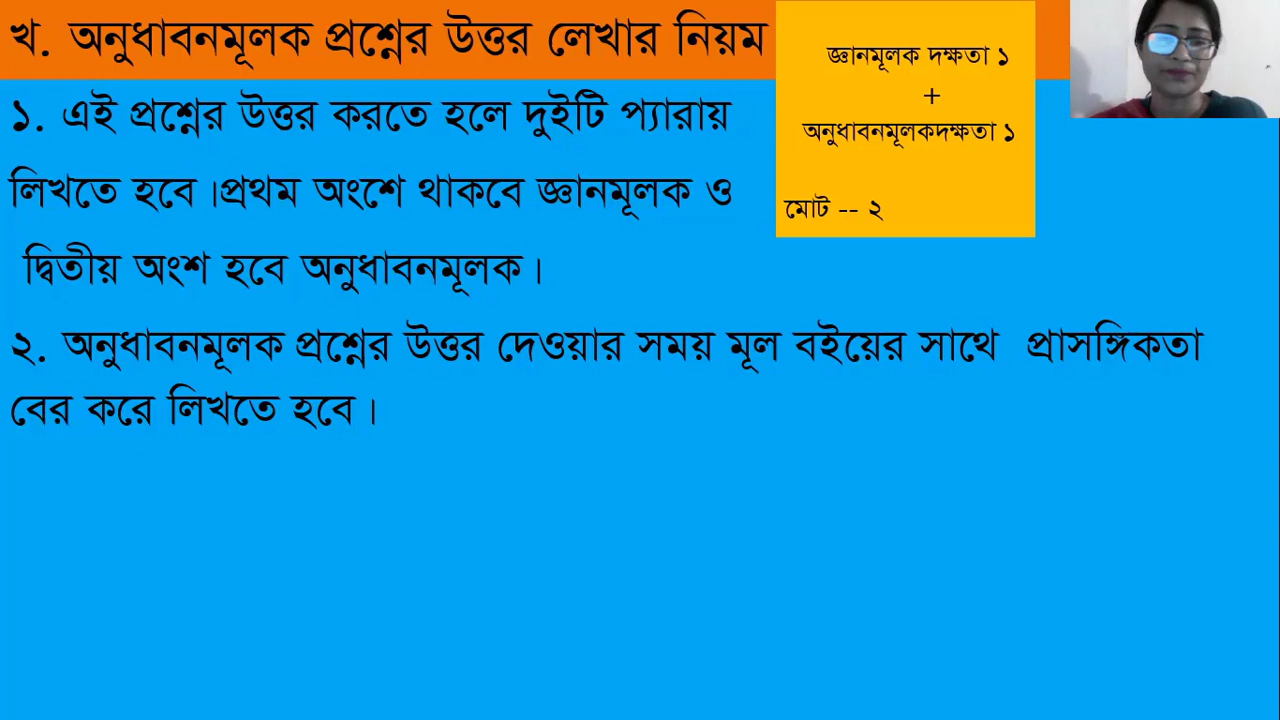 খ. অনুধাবনমূলক প্রশ্নের উত্তর লেখার নিয়ম
জ্ঞানমূলক দক্ষতা ১
+
অনুধাবনমূলকদক্ষতা ১
মোট -- ২
১. এই প্রশ্নের উত্তর করতে হলে দুইটি প্যারায়
লিখতে হবে।প্রথম অংশে থাকবে জ্ঞানমূলক ও
দ্বিতীয় অংশ হবে অনুধাবনমূলক।
২. অনুধাবনমূলক প্রশ্নের উত্তর দেওয়ার সময় মূল বইয়ের সাথে প্রাসঙ্গিকতা
বের করে লিখতে হবে।